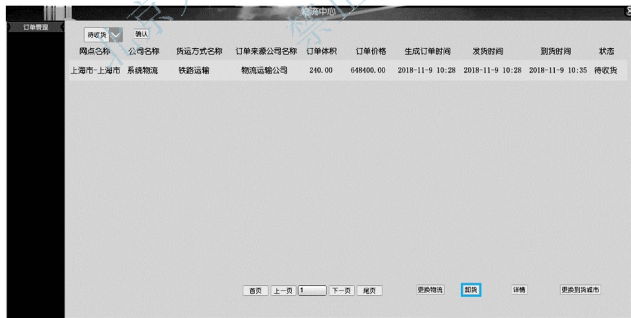 物流中心
订单管理
待收货 确认
网点名称 公司名称 货运方式名称 订单来源公司名称 订单体积 订单价格 生成订单时间 发货时间 到货时间 状态
上海市-上海市 系统物流 铁路运输 物流运输公司 240.00 648400.00 2018-11-9 10:28 2018-11-9 10:28 2018-11-9 10:35 待收货
首页 上一页 1 下一页 尾页 更换物流 卸货 详情 更换到货城市